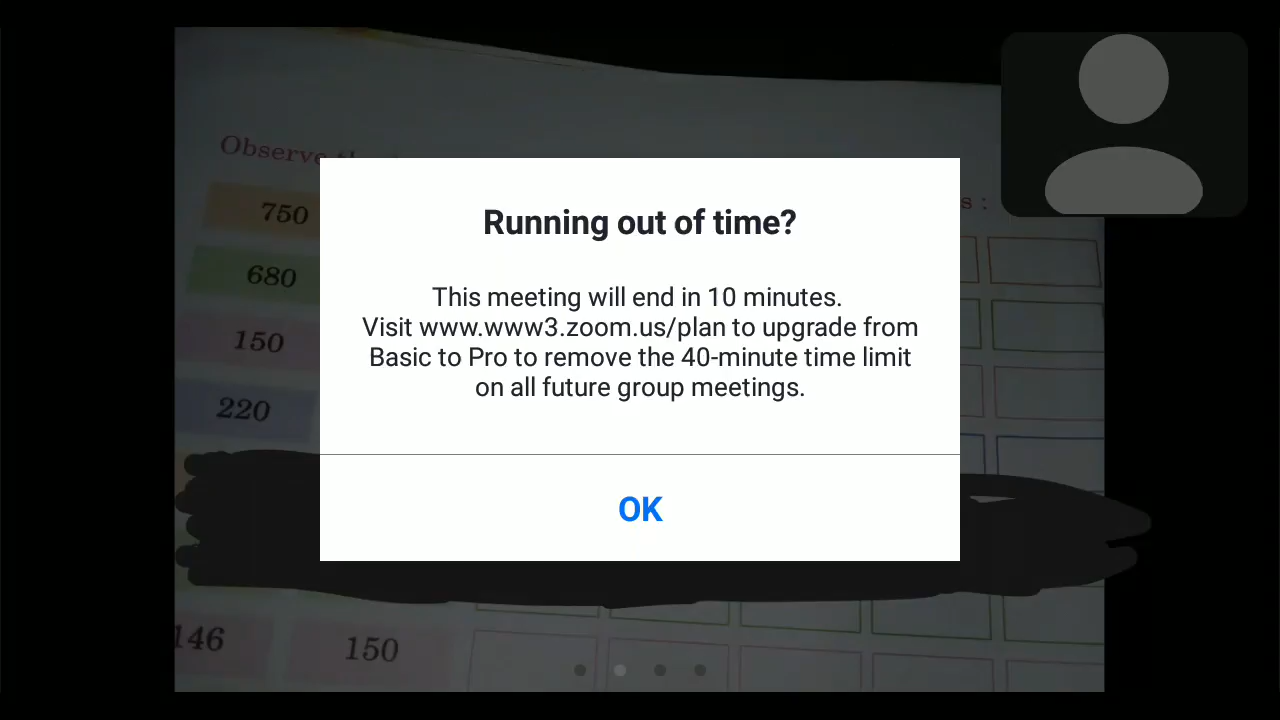 Observe
s :
750
680
150
220
146 150
Running out of time?
This meeting will end in 10 minutes.
Visit www.www3.zoom.us/plan to upgrade from
Basic to Pro to remove the 40-minute time limit
on all future group meetings.
OK